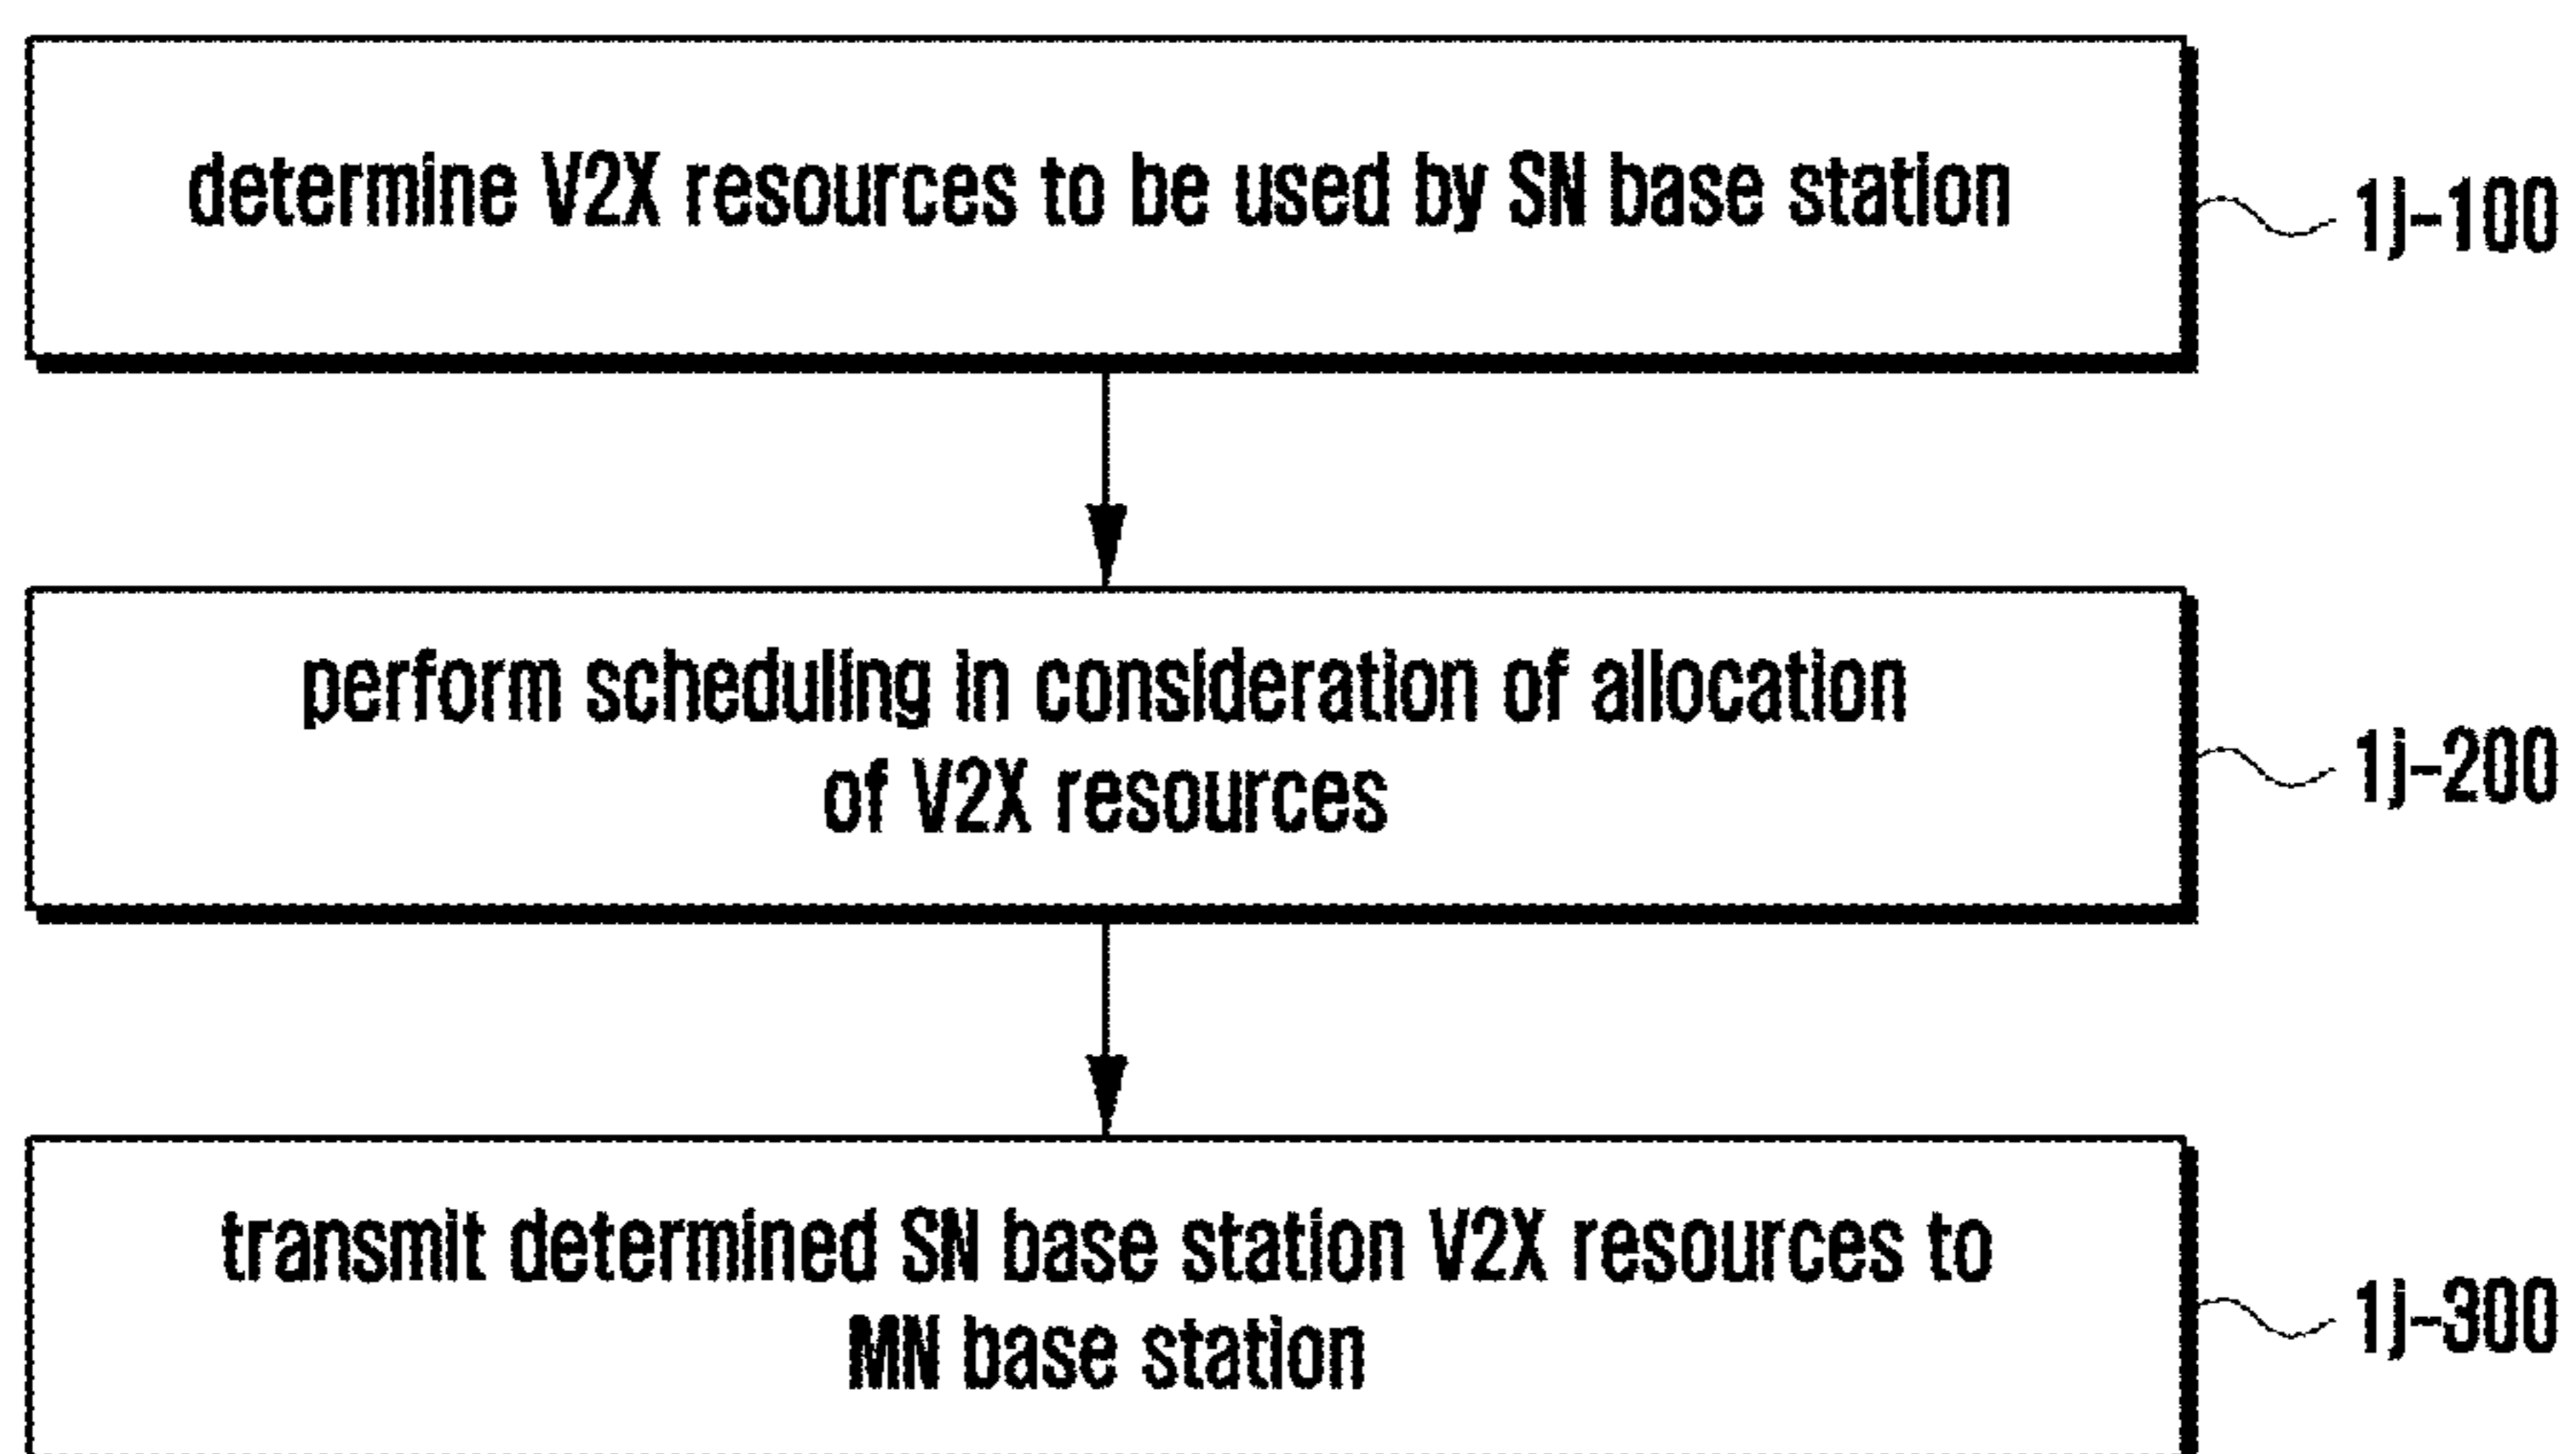 determine V2X resources to be used by SN base station
1j-100
perform scheduling in consideration of allocation
of V2X resources
1j-200
transmit determined SN base station V2X resources to
MN base station
1j-300